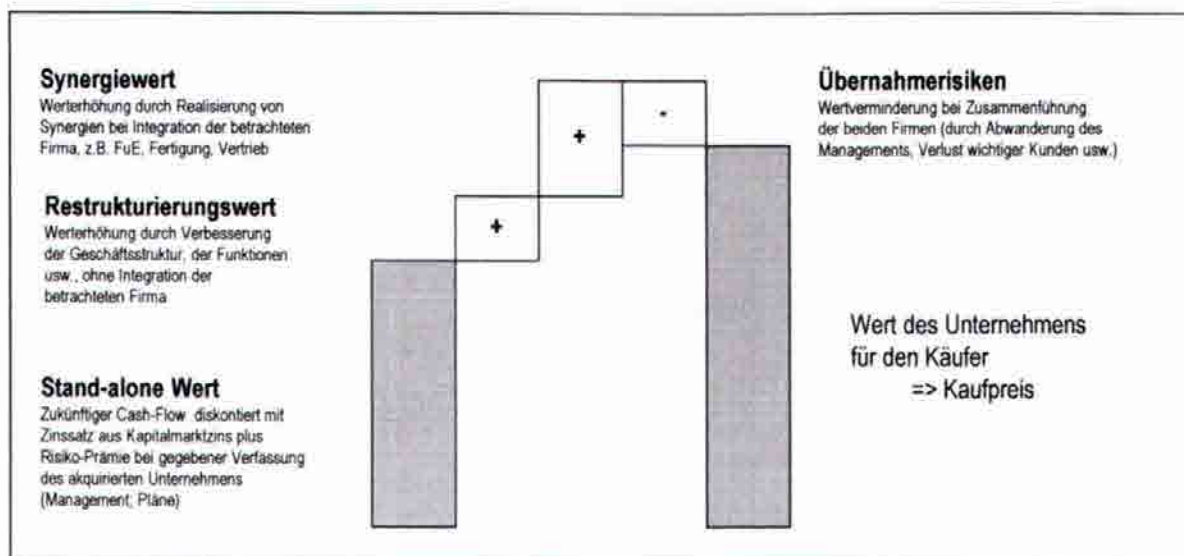 Synergiewert
Werterhöhung durch Realisierung von
Synergien bei Integration der betrachteten
Firma, z.B. FuE, Fertigung, Vertrieb
Restrukturierungswert
Werterhöhung durch Verbesserung
der Geschäftsstruktur, der Funktionen
usw., ohne Integration der
betrachteten Firma
Stand-alone Wert
Zukünftiger Cash-Flow diskontiert mit
Zinssatz aus Kapitalmarktzins plus
Risiko-Prämie bei gegebener Verfassung
des akquirierten Unternehmens
(Management, Pläne)
+
+
-
Übernahmerisiken
Wertverminderung bei Zusammenführung
der beiden Firmen (durch Abwanderung des
Managements, Verlust wichtiger Kunden usw.)
Wert des Unternehmens
für den Käufer
=> Kaufpreis